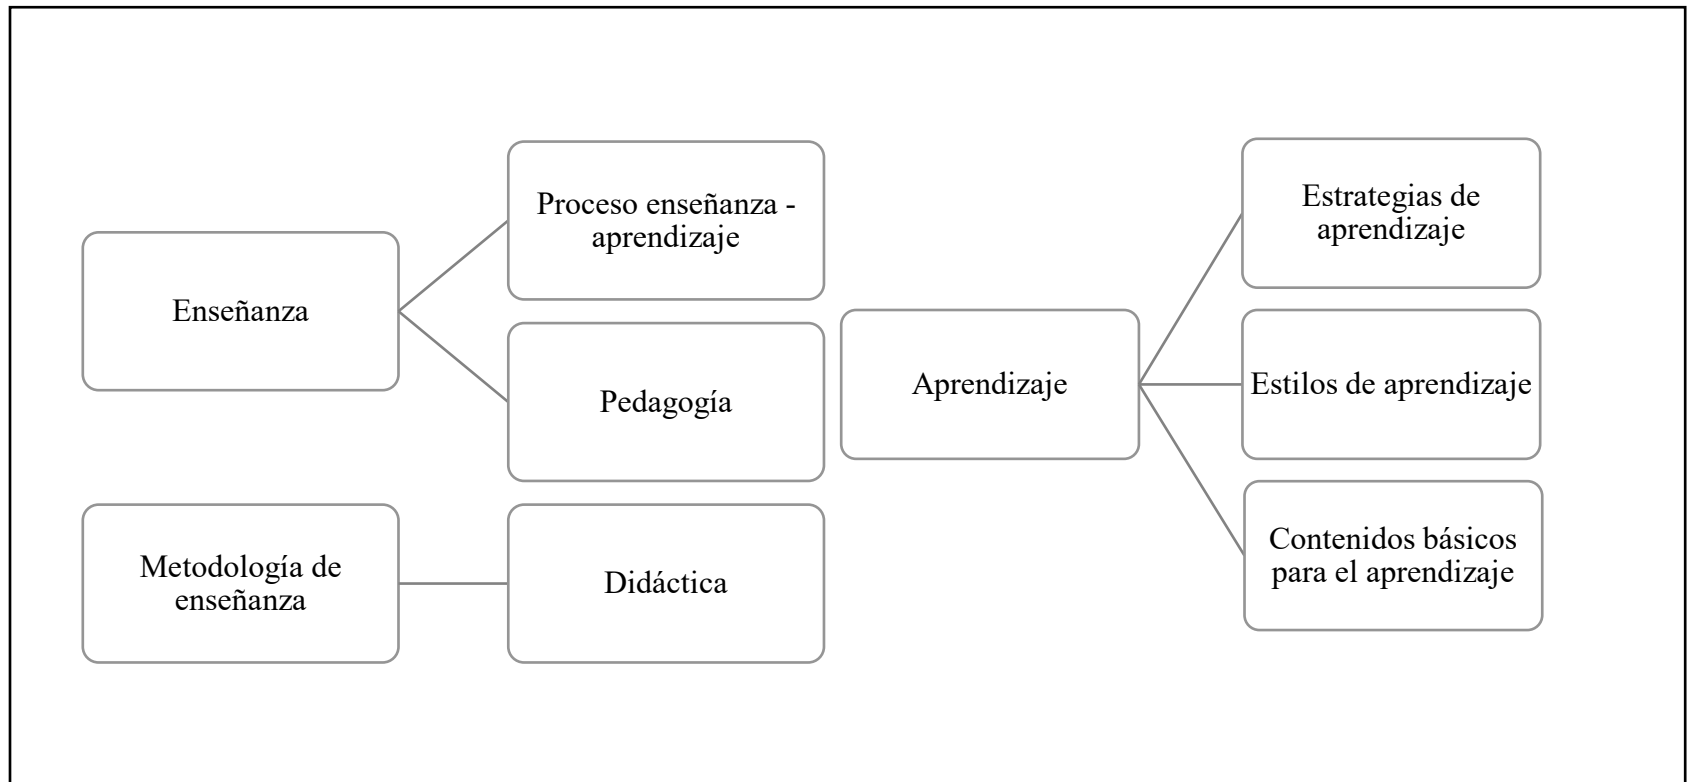 Enseñanza
Proceso enseñanza -
aprendizaje
Pedagogía
Metodología de
enseñanza
Didáctica
Aprendizaje
Estrategias de
aprendizaje
Estilos de aprendizaje
Contenidos básicos
para el aprendizaje